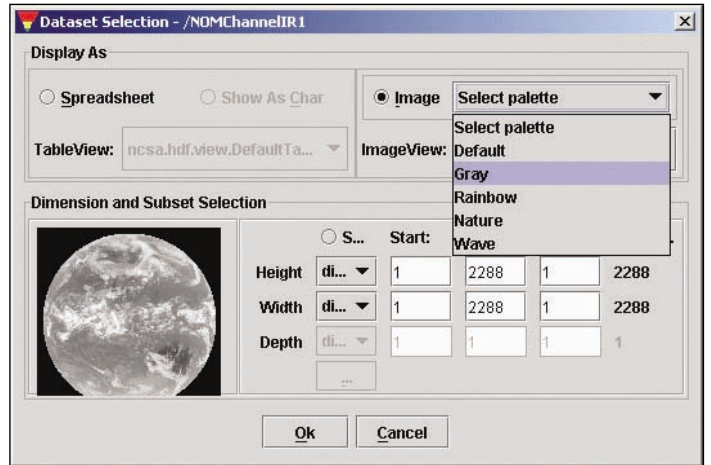 Dataset Selection - /NOMChannelIR1
Display As
Spreadsheet Show As Char Image Select palette
TableView: ncsa.hdf.view.DefaultTa... ImageView:
Select palette
Default
Gray
Rainbow
Nature
Wave
Dimension and Subset Selection
S... Start:
Height di... 1 2288 1 2288
Width di... 1 2288 1 2288
Depth di... 1 1 1 1
...
Ok Cancel